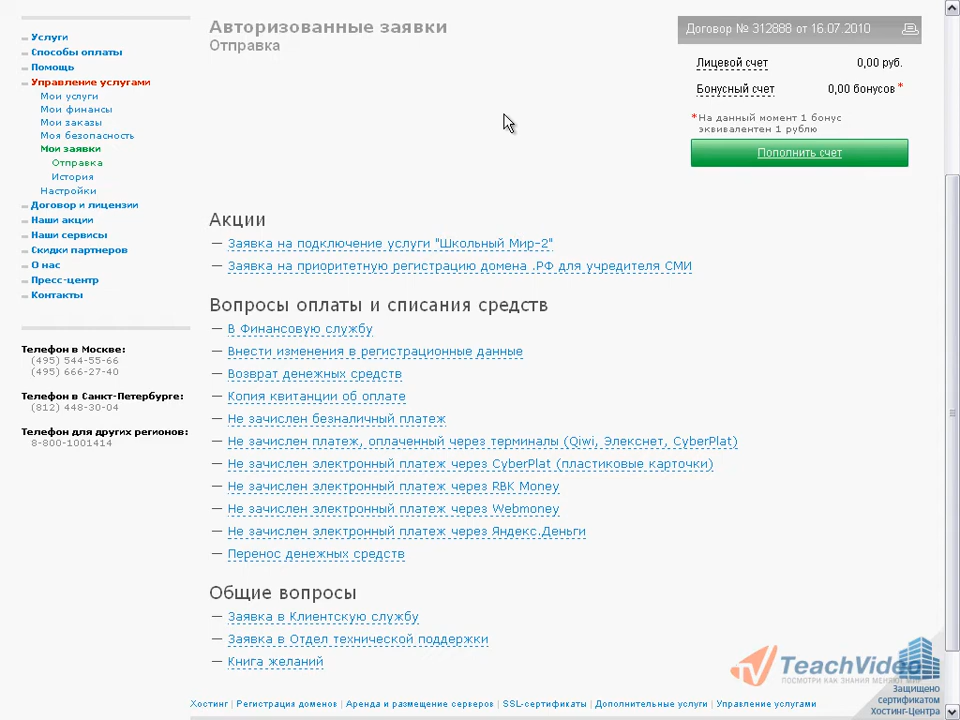 Услуги
Способы оплаты
Помощь
Управление услугами
Мои услуги
Мои финансы
Мои заказы
Моя безопасность
Мои заявки
Отправка
История
Настройки
Договор и лицензии
Наши акции
Наши сервисы
Скидки партнеров
О нас
Пресс-центр
Контакты
Телефон в Москве:
(495) 544-55-66
(495) 666-27-40
Телефон в Санкт-Петербурге:
(812) 448-30-04
Телефон для других регионов:
8-800-1001414
Авторизованные заявки
Отправка
Договор № 312888 от 16.07.2010
Лицевой счет 0,00 руб.
Бонусный счет 0,00 бонусов *
*На данный момент 1 бонус
эквивалентен 1 рублю
Пополнить счет
Акции
— Заявка на подключение услуги "Школьный Мир-2"
— Заявка на приоритетную регистрацию домена .РФ для учредителя СМИ
Вопросы оплаты и списания средств
— В Финансовую службу
— Внести изменения в регистрационные данные
— Возврат денежных средств
— Копия квитанции об оплате
— Не зачислен безналичный платеж
— Не зачислен платеж, оплаченный через терминалы (Qiwi, Элекснет, CyberPlat)
— Не зачислен электронный платеж через CyberPlat (пластиковые карточки)
— Не зачислен электронный платеж через RBK Money
— Не зачислен электронный платеж через Webmoney
— Не зачислен электронный платеж через Яндекс.Деньги
— Перенос денежных средств
Общие вопросы
— Заявка в Клиентскую службу
— Заявка в Отдел технической поддержки
— Книга желаний
TeachVideo
ПОСМОТРИ КАК ЗНАНИЯ МЕНЯЮТ МИР
Защищено
сертификатом
Хостинг-Центра
Хостинг | Регистрация доменов | Аренда и размещение серверов | SSL-сертификаты | Дополнительные услуги | Управление услугами